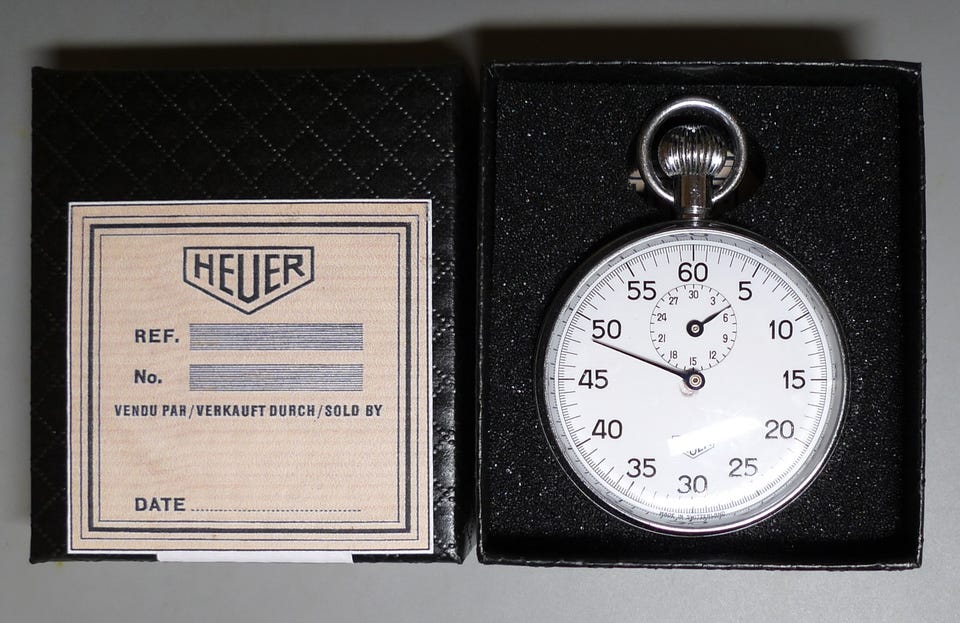 HEUER
REF.
No.
VENDU PAR/VERKAUFT DURCH/SOLD BY
DATE
60
55 5
50 10
45 15
40 20
35 25
30
30
27 3
24 6
21 9
18 12
15